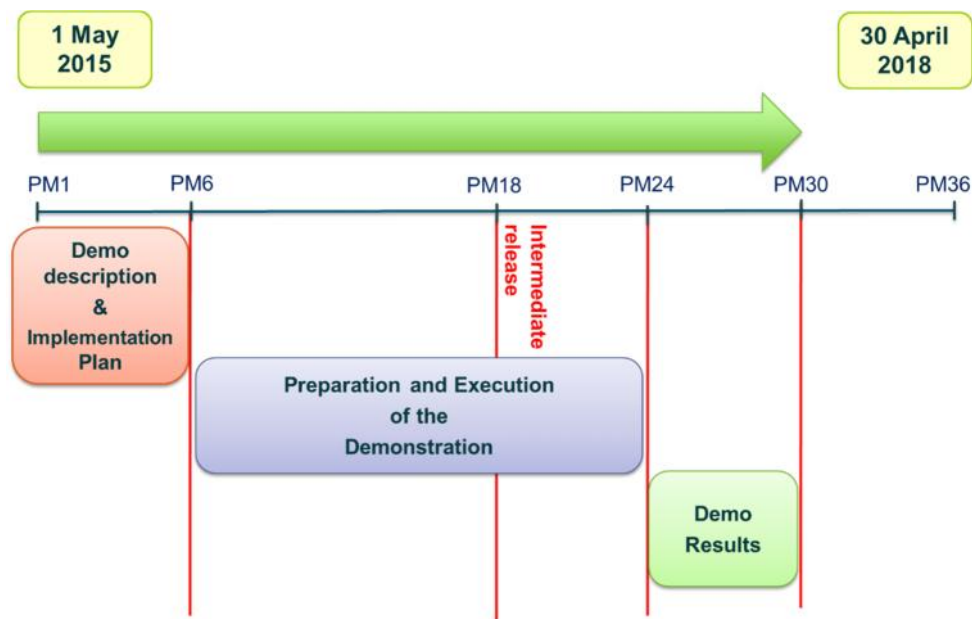 1 May
2015
30 April
2018
PM1
PM6
PM18
PM24
PM30
PM36
Intermediate
release
Demo
description
&
Implementation
Plan
Preparation and Execution
of the
Demonstration
Demo
Results